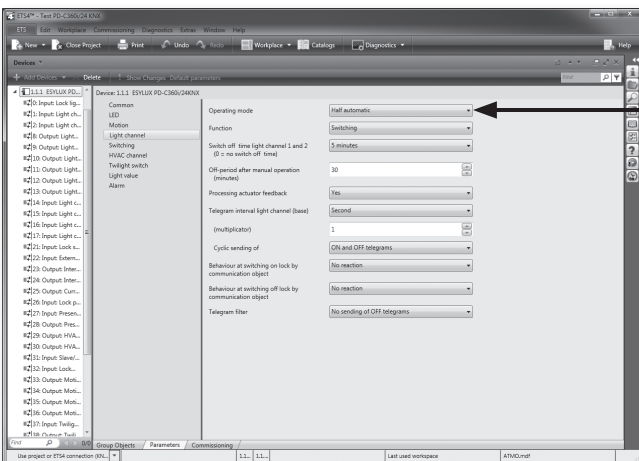 ETS4™ - Test PD-C360i/24 KNX
ETS Edit Workplace Commissioning Diagnostics Extras Window Help
New Close Project Print Undo Redo Workplace Catalogs Diagnostics Help
Devices
Add Devices Delete Show Changes Default parameters Find
1.1.1 ESYLUX PD...
0: Input: Lock lig...
1: Input: Light ch...
2: Input: Light ch...
8: Output: Light...
9: Output: Light...
10: Output: Light...
11: Output: Light...
12: Output: Light...
13: Output: Light...
14: Input: Light c...
15: Input: Light c...
16: Input: Light c...
17: Input: Light c...
21: Input: Lock s...
22: Input: Extern...
23: Output: Inter...
24: Output: Inter...
25: Output: Curr...
26: Input: Lock p...
27: Input: Presen...
28: Output: Pres...
29: Output: HVA...
30: Output: HVA...
31: Input: Slave/...
32: Input: Lock...
33: Output: Moti...
34: Output: Moti...
35: Output: Moti...
36: Output: Moti...
37: Input: Twilig...
38: Output: Twili...
Find 0/0
Device: 1.1.1 ESYLUX PD-C360i/24KNX
Common
LED
Motion
Light channel
Switching
HVAC channel
Twilight switch
Light value
Alarm
Operating mode Half automatic
Function Switching
Switch off time light channel 1 and 2 5 minutes
(0 = no switch off time)
Off-period after manual operation 30
(minutes)
Processing actuator feedback Yes
Telegram interval light channel (base) Second
(multiplicator) 1
Cyclic sending of ON and OFF telegrams
Behaviour at switching on lock by No reaction
communication object
Behaviour at switching off lock by No reaction
communication object
Telegram filter No sending of OFF telegrams
Group Objects Parameters Commissioning
Use project or ETS4 connection (KN... 1.1... 1.1... Last used workspace ATMO.mdf